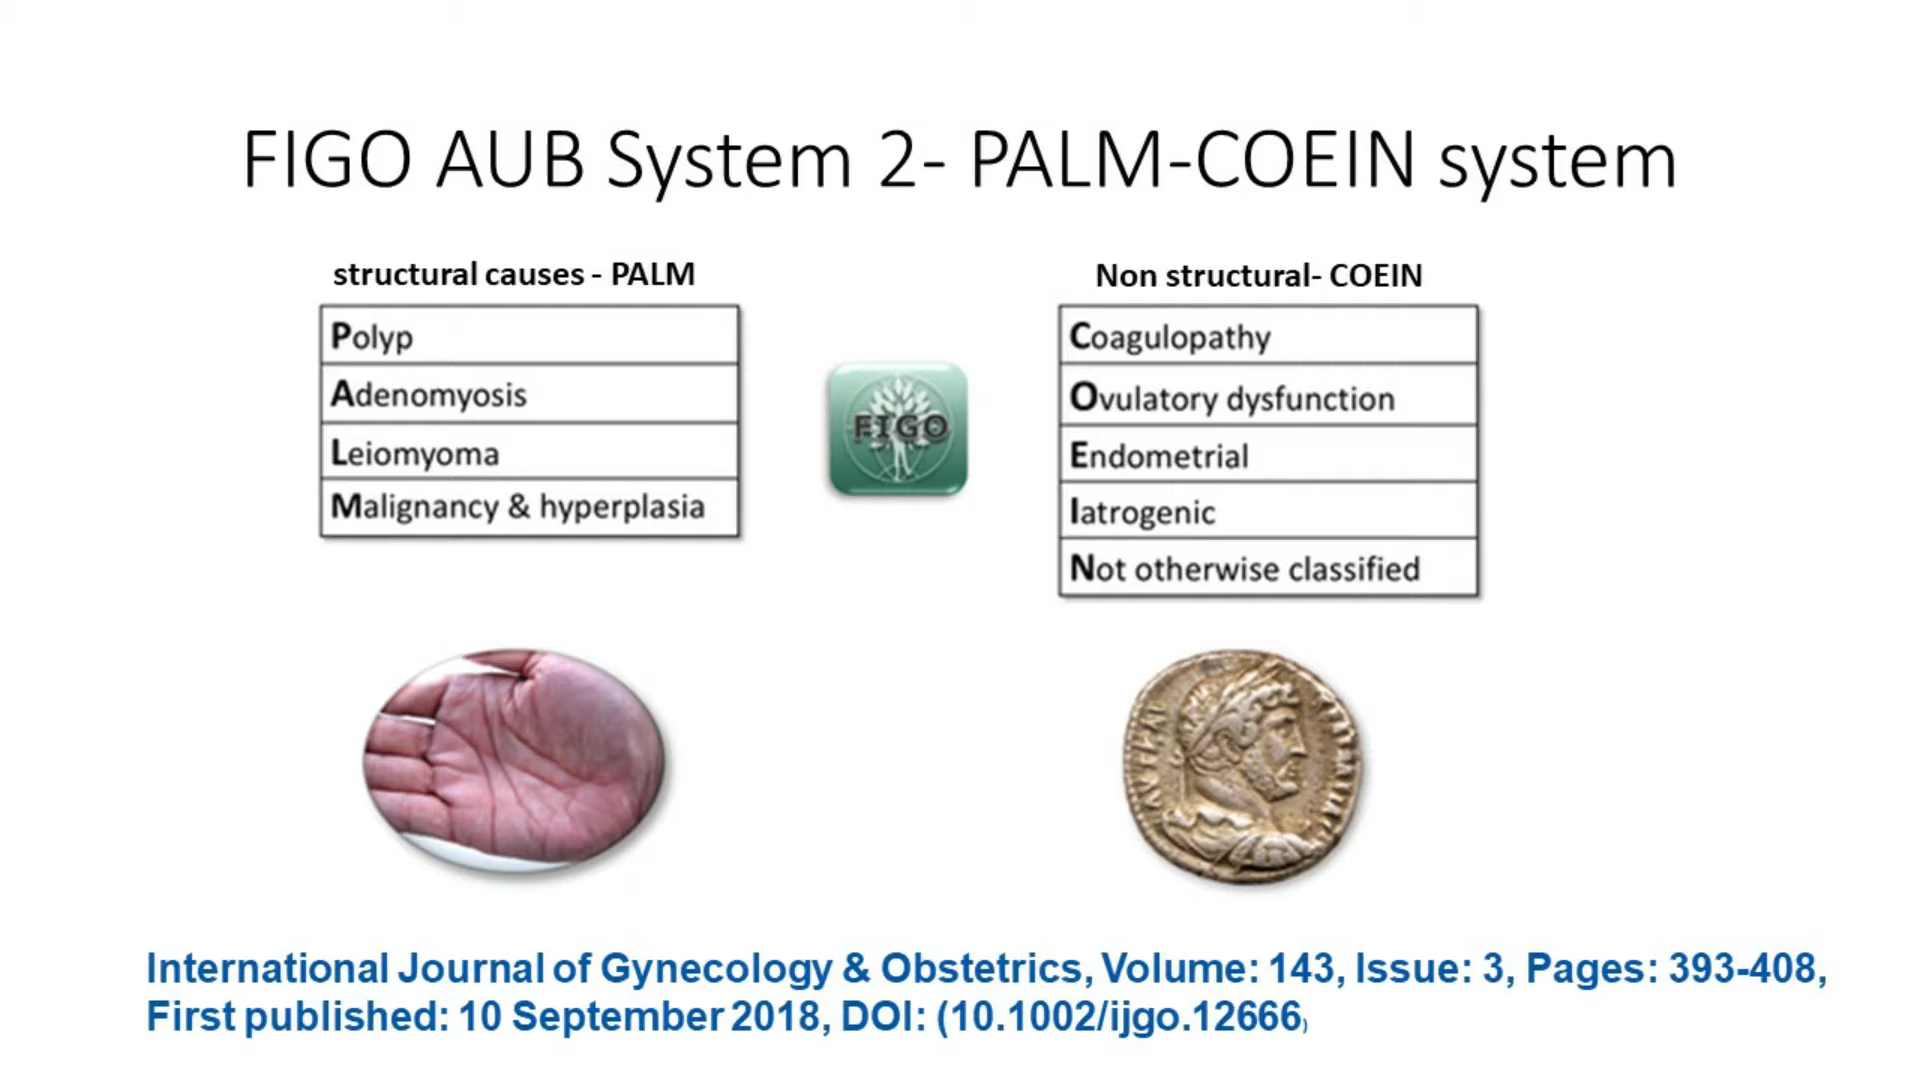 FIGO AUB System 2- PALM-COEIN system
structural causes - PALM
Polyp
Adenomyosis
Leiomyoma
Malignancy & hyperplasia
FIGO
Non structural- COEIN
Coagulopathy
Ovulatory dysfunction
Endometrial
Iatrogenic
Not otherwise classified
International Journal of Gynecology & Obstetrics, Volume: 143, Issue: 3, Pages: 393-408,
First published: 10 September 2018, DOI: (10.1002/ijgo.12666)